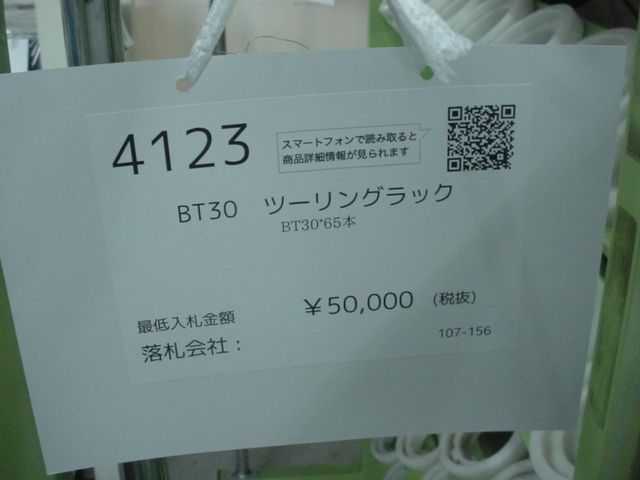 4123
スマートフォンで読み取ると
商品詳細情報が見られます
BT30 ツーリングラック
BT30*65本
最低入札金額 ￥50,000 (税抜)
落札会社：
107-156